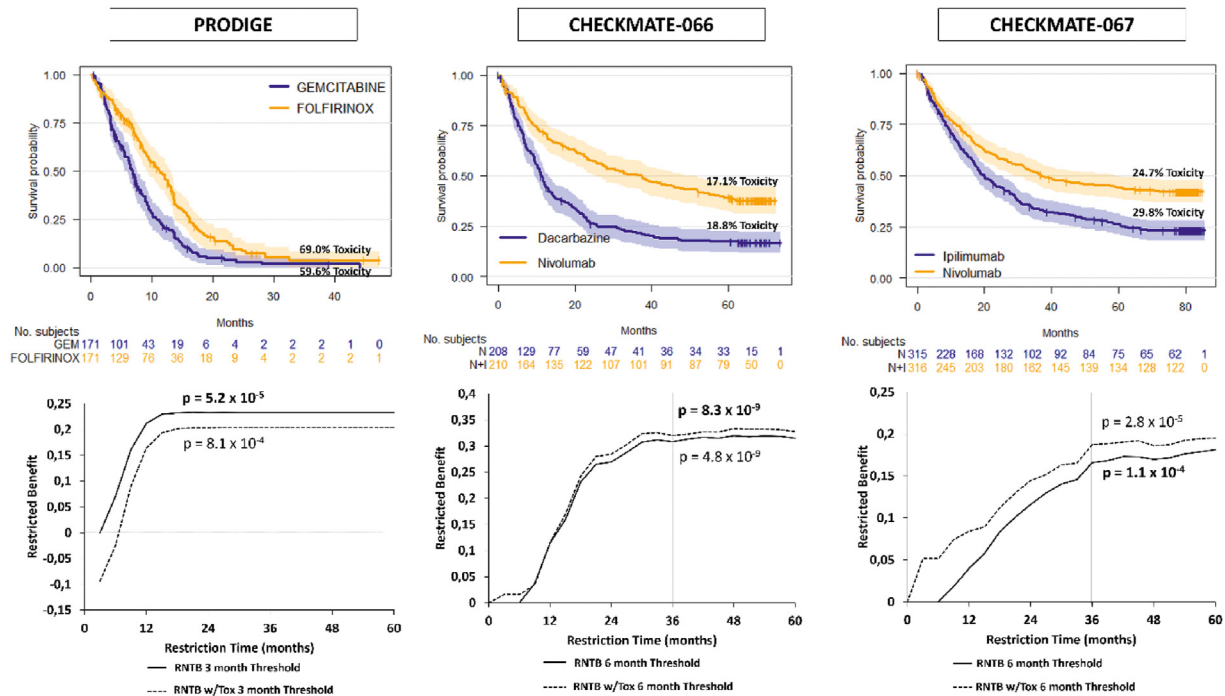 PRODIGE
CHECKMATE-066
CHECKMATE-067
Survival probability
1.00
0.75
0.50
0.25
0.00
GEMCITABINE
FOLFIRINOX
69.0% Toxicity
59.6% Toxicity
0 10 20 30 40
Months
No. subjects
GEM 171 101 43 19 6 4 2 2 2 1 0
FOLFIRINOX 171 129 76 36 18 9 4 2 2 2 1
Survival probability
1.00
0.75
0.50
0.25
0.00
17.1% Toxicity
18.8% Toxicity
Dacarbazine
Nivolumab
0 20 40 60
Months
No. subjects
N 208 129 77 59 47 41 36 34 33 15 1
N+I 210 164 135 122 107 101 91 87 79 50 0
Survival probability
1.00
0.75
0.50
0.25
0.00
24.7% Toxicity
29.8% Toxicity
Ipilimumab
Nivolumab
0 20 40 60 80
Months
No. subjects
N 315 228 168 132 102 92 84 75 65 62 1
N+I 316 245 203 180 162 145 139 134 128 122 0
Restricted Benefit
0,25
0,2
0,15
0,1
0,05
0
-0,05
-0,1
-0,15
p = 5.2 x 10-5
p = 8.1 x 10-4
0 12 24 36 48 60
Restriction Time (months)
RNTB 3 month Threshold
RNTB w/Tox 3 month Threshold
Restricted Benefit
0,4
0,35
0,3
0,25
0,2
0,15
0,1
0,05
0
p = 8.3 x 10-9
p = 4.8 x 10-9
0 12 24 36 48 60
Restriction Time (months)
RNTB 6 month Threshold
RNTB w/Tox 6 month Threshold
Restricted Benefit
0,25
0,2
0,15
0,1
0,05
0
p = 2.8 x 10-5
p = 1.1 x 10-4
0 12 24 36 48 60
Restriction Time (months)
RNTB 6 month Threshold
RNTB w/Tox 6 month Threshold